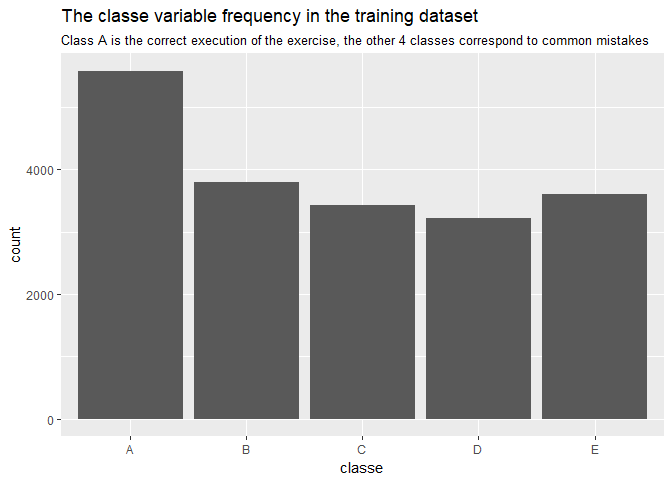 The classe variable frequency in the training dataset
Class A is the correct execution of the exercise, the other 4 classes correspond to common mistakes
4000
2000
0
count
A B C D E
classe